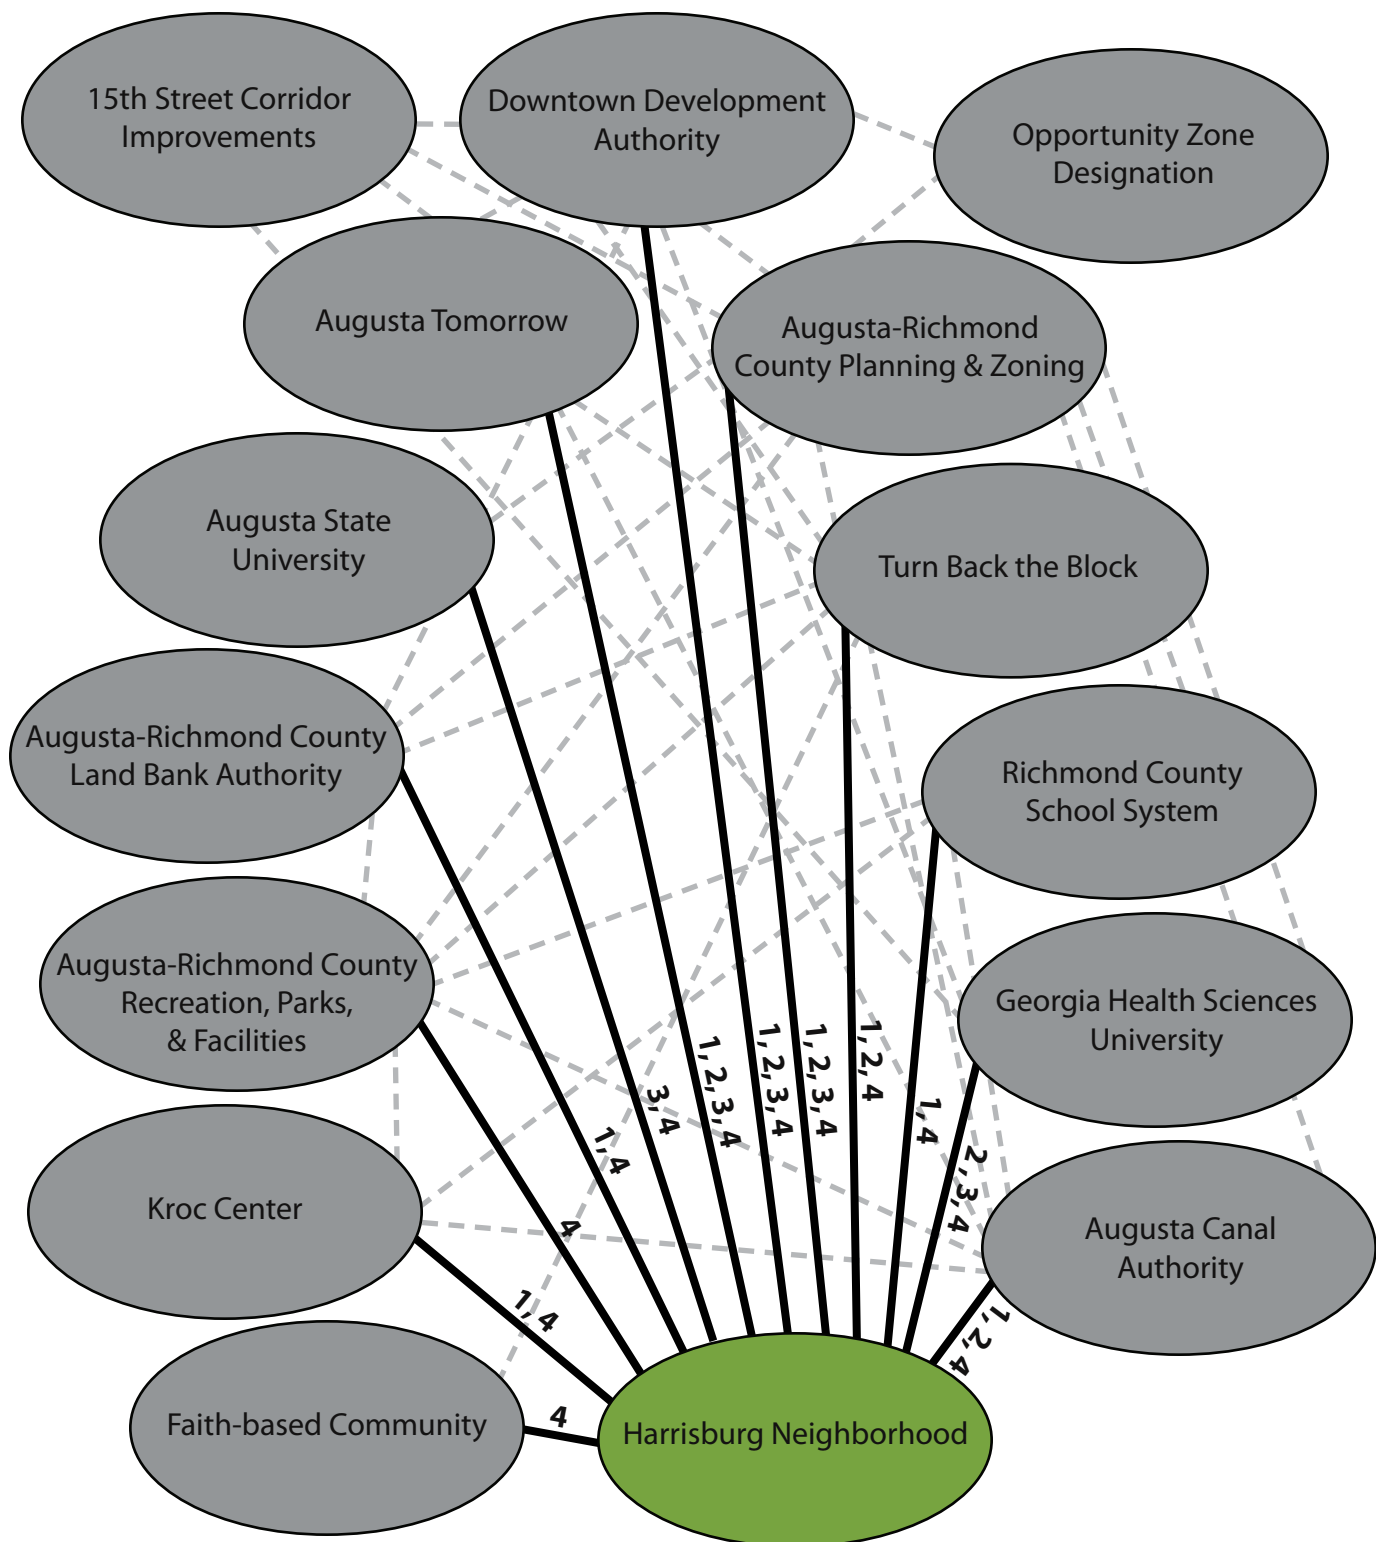 15th Street Corridor
Improvements
Downtown Development
Authority
Opportunity Zone
Designation
Augusta Tomorrow
Augusta-Richmond
County Planning & Zoning
Augusta State
University
Turn Back the Block
Augusta-Richmond County
Land Bank Authority
Richmond County
School System
Augusta-Richmond County
Recreation, Parks,
& Facilities
Georgia Health Sciences
University
Kroc Center
Augusta Canal
Authority
Faith-based Community
Harrisburg Neighborhood
4
1, 4
4
1, 4
3, 4
1, 2, 3, 4
1, 2, 3, 4
1, 2, 3, 4
1, 2, 4
1, 4
2, 3, 4
1, 2, 4